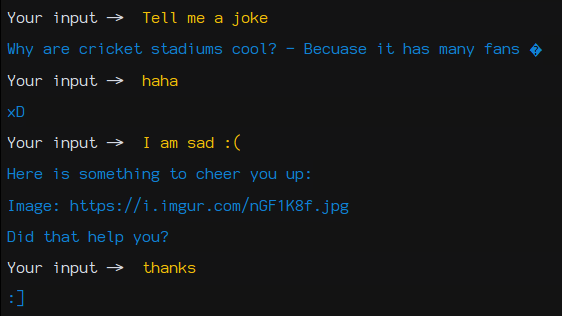 Your input → Tell me a joke
Why are cricket stadiums cool? - Becuase it has many fans �
Your input → haha
xD
Your input → I am sad :(
Here is something to cheer you up:
Image: https://i.imgur.com/nGF1K8f.jpg
Did that help you?
Your input → thanks
:]